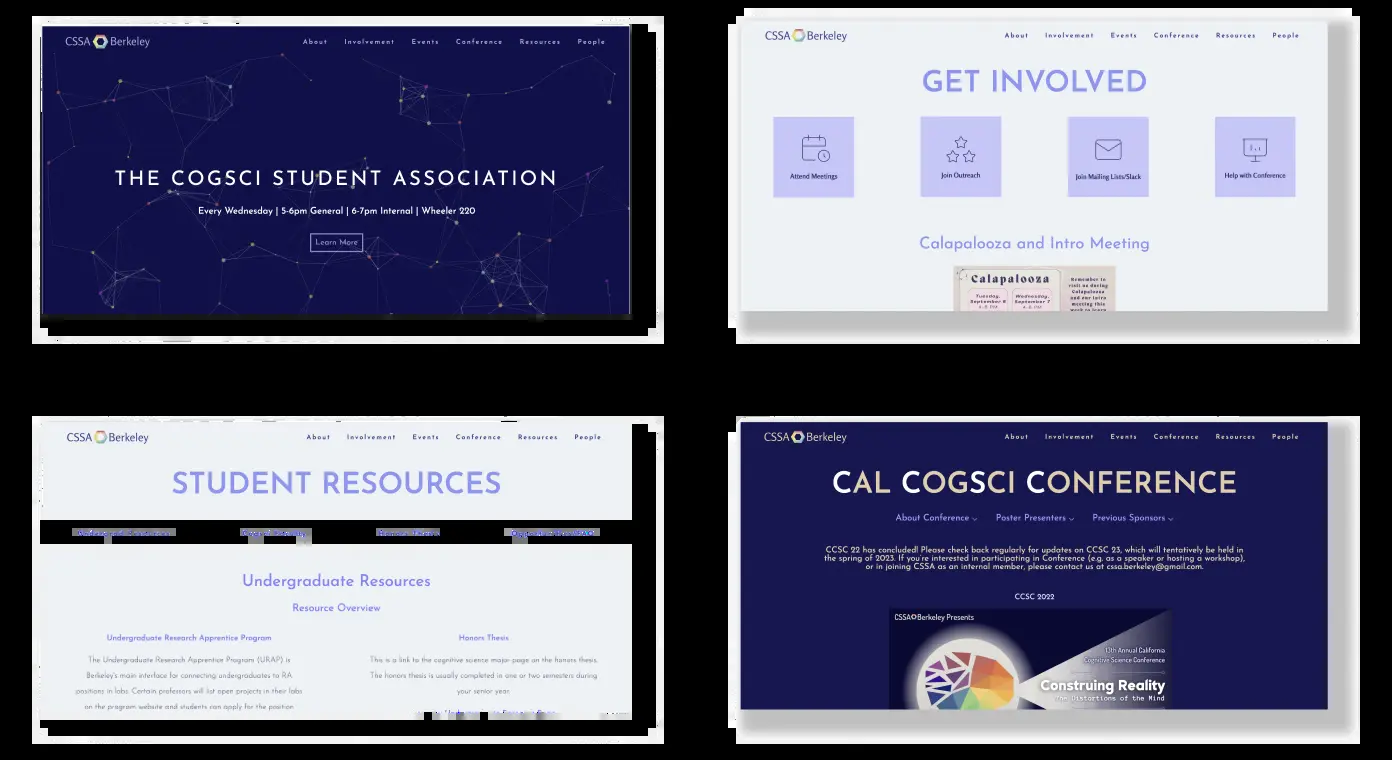 CSSA Berkeley
About Involvement Events Conference Resources People
THE COGSCI STUDENT ASSOCIATION
Every Wednesday | 5-6pm General | 6-7pm Internal | Wheeler 220
Learn More
CSSA Berkeley
About Involvement Events Conference Resources People
GET INVOLVED
Attend Meetings
Join Outreach
Join Mailing Lists/Slack
Help with Conference
Calapalooza and Intro Meeting
Calapalooza
Tuesday, September 6
Wednesday, September 7
Remember to
visit us during
Calapalooza
and our intro
meeting this
week to learn
CSSA Berkeley
About Involvement Events Conference Resources People
STUDENT RESOURCES
Undergraduate Resources
Resource Overview
Undergraduate Research Apprentice Program
The Undergraduate Research Apprentice Program (URAP) is
Berkeley's main interface for connecting undergraduates to RA
positions in labs. Certain professors will list open projects in their labs
on the program website and students can apply for the position
Honors Thesis
This is a link to the cognitive science major page on the honors thesis.
The honors thesis is usually completed in one or two semesters during
your senior year.
CSSA Berkeley
About Involvement Events Conference Resources People
CAL COGSCI CONFERENCE
About Conference Poster Presenters Previous Sponsors
CCSC 22 has concluded! Please check back regularly for updates on CCSC 23, which will tentatively be held in
the spring of 2023. If you're interested in participating in Conference (e.g. as a speaker or hosting a workshop),
or in joining CSSA as an internal member, please contact us at cssa.berkeley@gmail.com.
CCSC 2022
CSSA Berkeley Presents
13th Annual California
Cognitive Science Conference
Construing Reality
The Distortions of the Mind